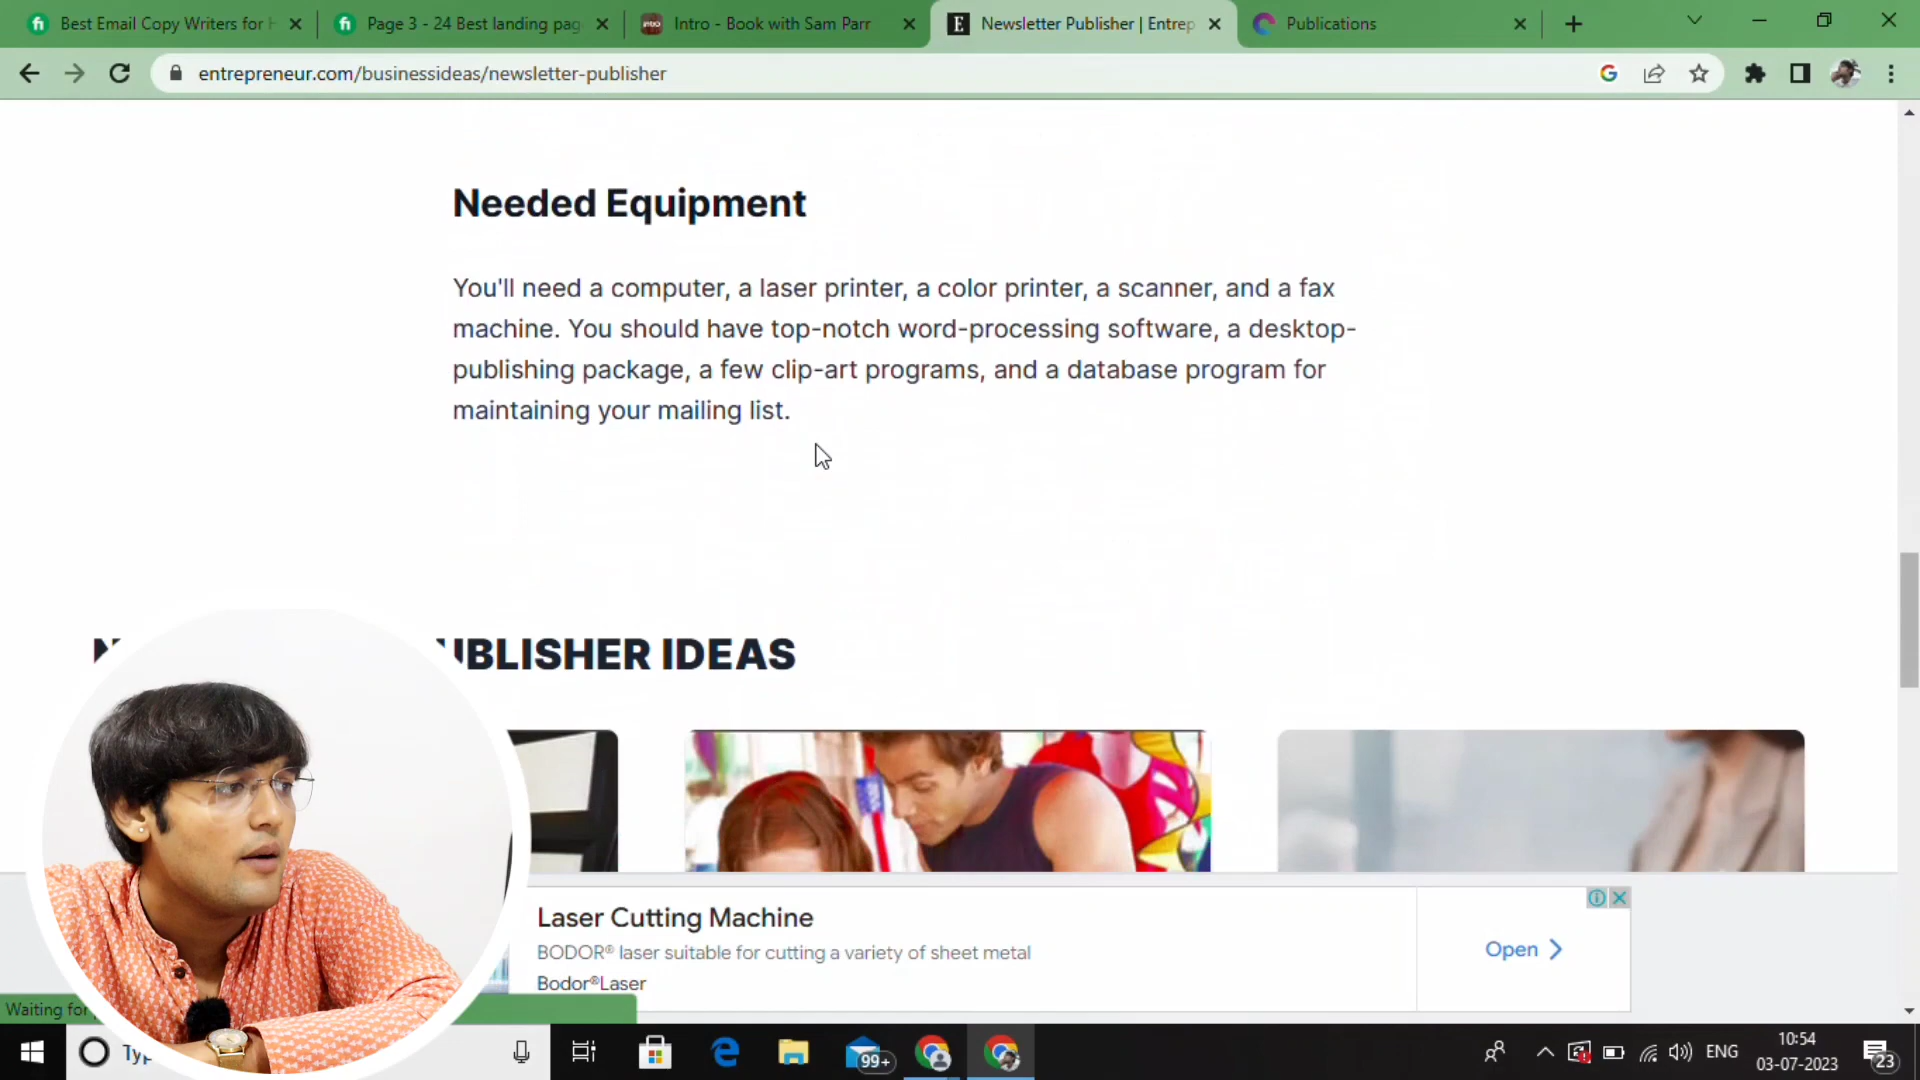 Best Email Copy Writers for H
Page 3 - 24 Best landing pag
Intro - Book with Sam Parr
Newsletter Publisher | Entrep
Publications
entrepreneur.com/businessideas/newsletter-publisher
Needed Equipment
You'll need a computer, a laser printer, a color printer, a scanner, and a fax
machine. You should have top-notch word-processing software, a desktop-
publishing package, a few clip-art programs, and a database program for
maintaining your mailing list.
UBLISHER IDEAS
Laser Cutting Machine
BODOR® laser suitable for cutting a variety of sheet metal
Bodor®Laser
Open
Waiting for
Typ
99+
ENG
10:54
03-07-2023
23